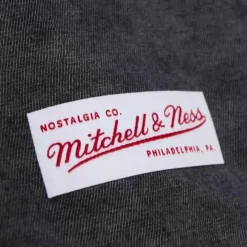 NOSTALGIA CO.
Mitchell & Ness
PHILADELPHIA, PA.